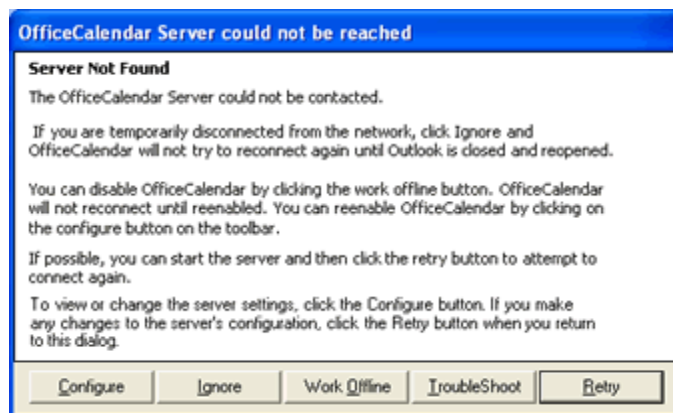 OfficeCalendar Server could not be reached
Server Not Found
The OfficeCalendar Server could not be contacted.
If you are temporarily disconnected from the network, click Ignore and
OfficeCalendar will not try to reconnect again until Outlook is closed and reopened.
You can disable OfficeCalendar by clicking the work offline button. OfficeCalendar
will not reconnect until reenabled. You can reenable OfficeCalendar by clicking on
the configure button on the toolbar.
If possible, you can start the server and then click the retry button to attempt to
connect again.
To view or change the server settings, click the Configure button. If you make
any changes to the server's configuration, click the Retry button when you return
to this dialog.
Configure Ignore Work Offline TroubleShoot Retry